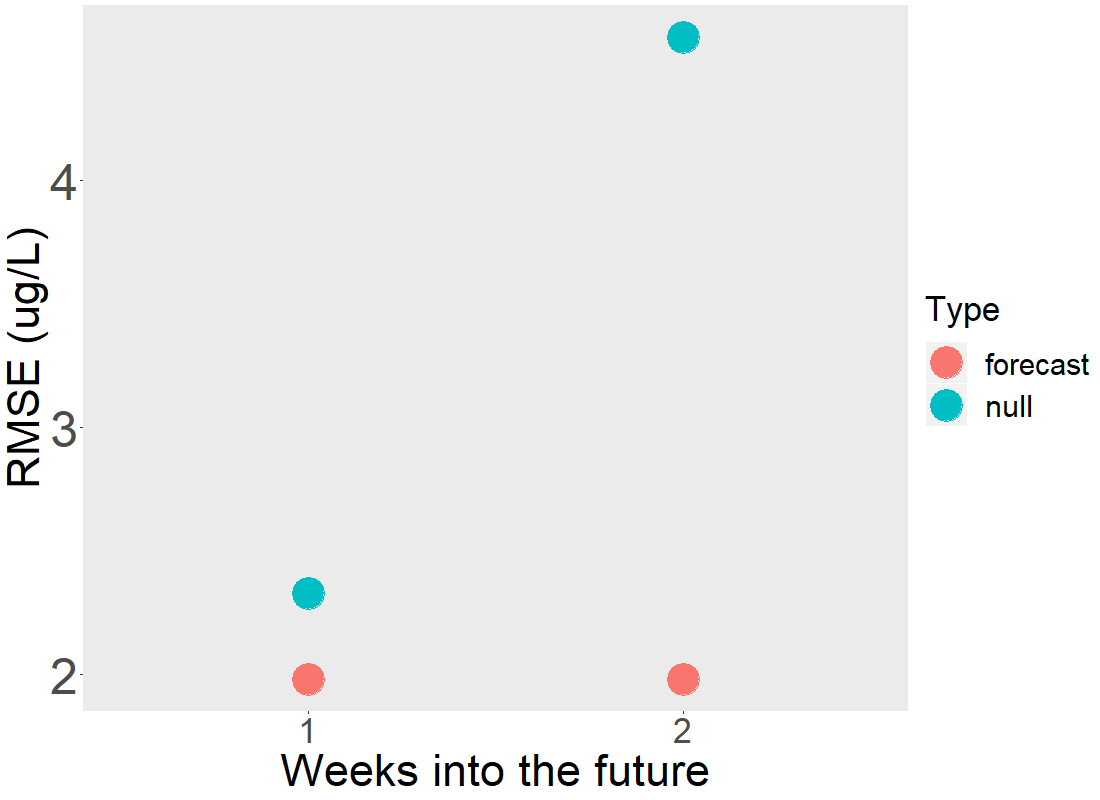 RMSE (ug/L)
4
3
2
1 2
Weeks into the future
Type
forecast
null